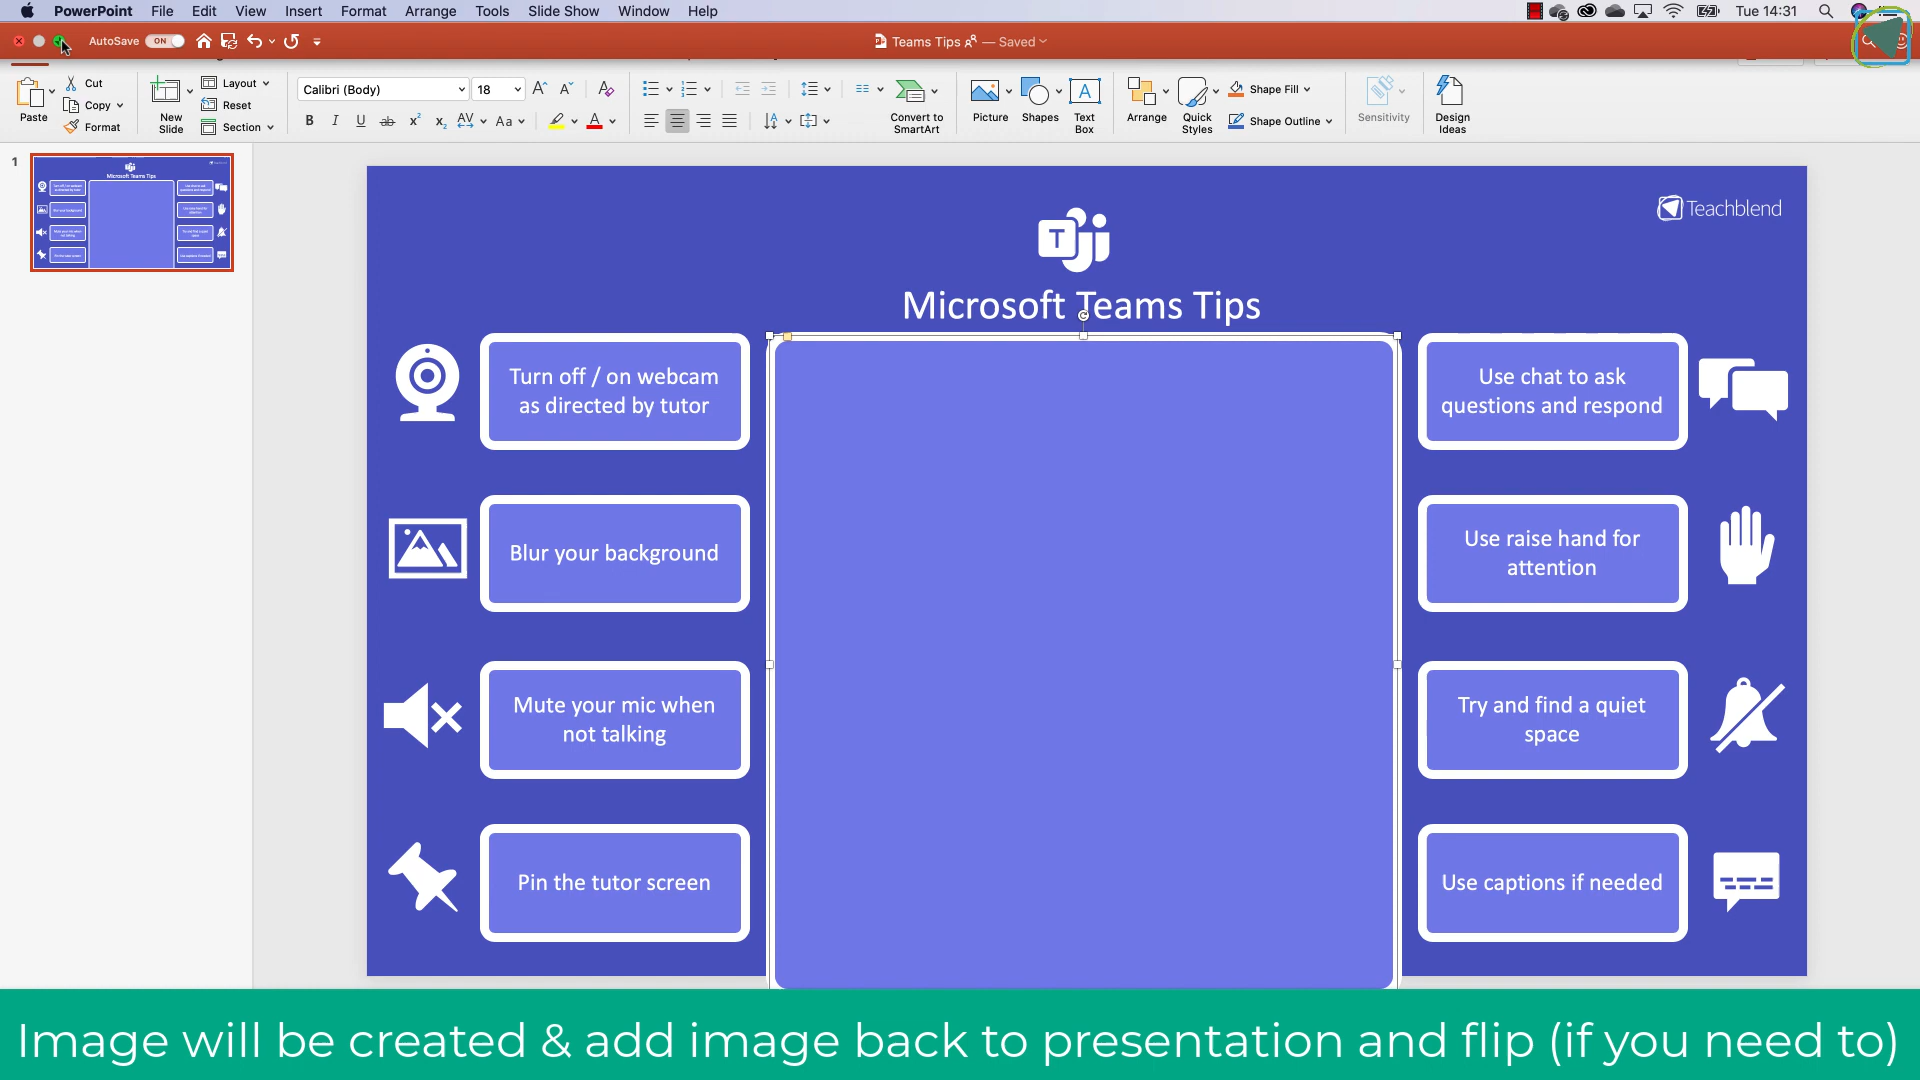 PowerPoint File Edit View Insert Format Arrange Tools Slide Show Window Help
Tue 14:31
AutoSave ON
Teams Tips — Saved
Paste
Cut
Copy
Format
New Slide
Layout
Reset
Section
Calibri (Body) 18
Convert to SmartArt
Picture
Shapes
Text Box
Arrange
Quick Styles
Shape Fill
Shape Outline
Sensitivity
Design Ideas
1
Microsoft Teams Tips
Teachblend
T
Microsoft Teams Tips
Turn off / on webcam
as directed by tutor
Blur your background
Mute your mic when
not talking
Pin the tutor screen
Use chat to ask
questions and respond
Use raise hand for
attention
Try and find a quiet
space
Use captions if needed
Image will be created & add image back to presentation and flip (if you need to)